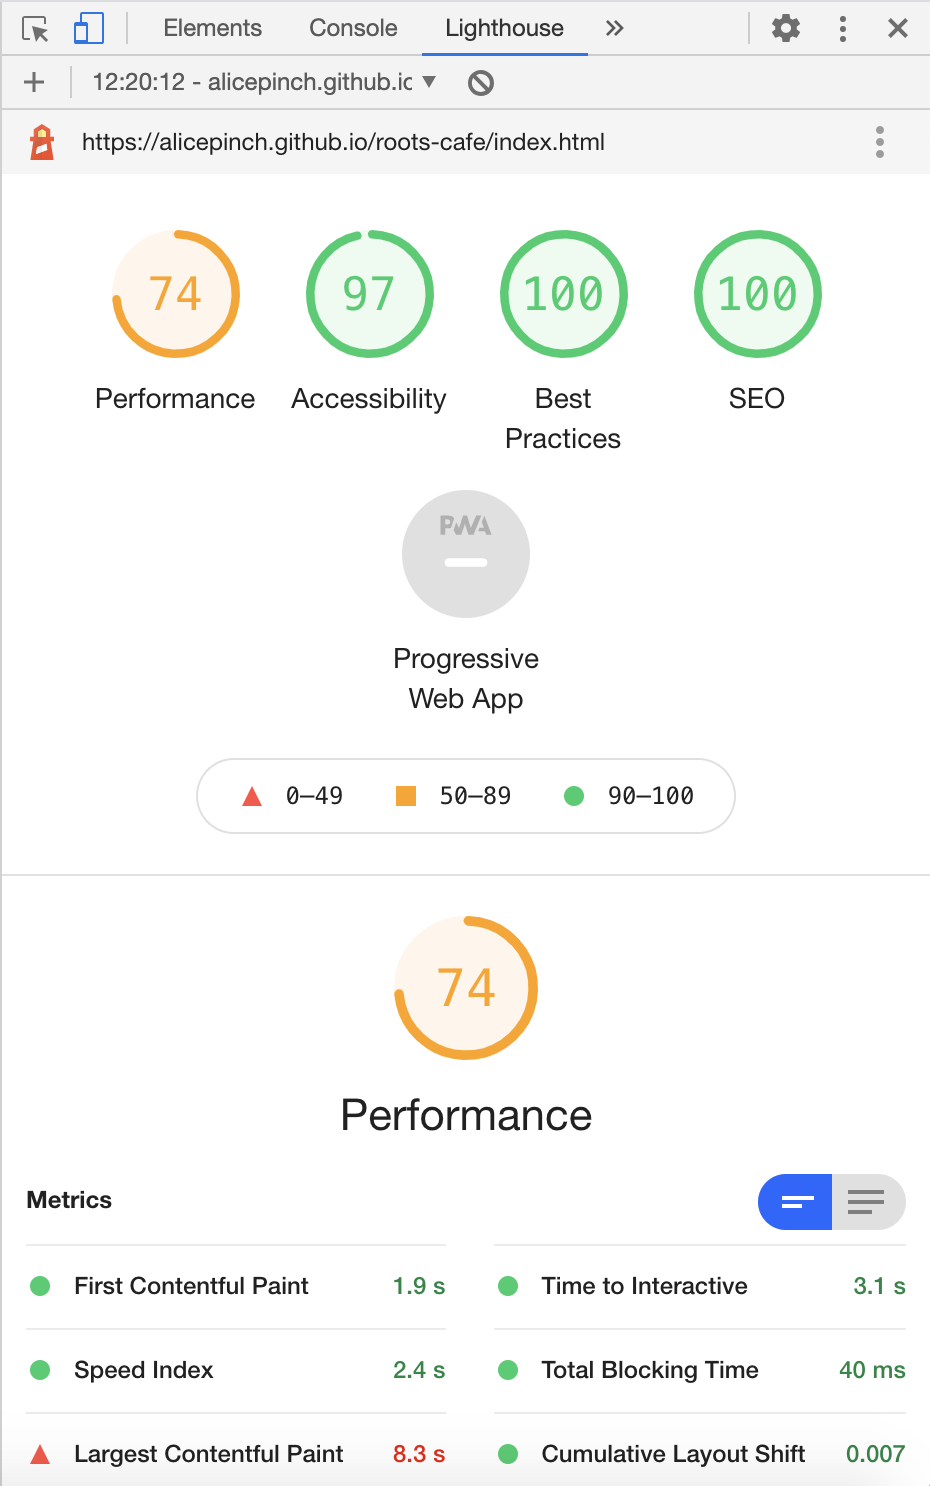 Elements Console Lighthouse »
12:20:12 - alicepinch.github.io
https://alicepinch.github.io/roots-cafe/index.html
74 97 100 100
Performance Accessibility Best Practices SEO
PWA
Progressive
Web App
0–49 50–89 90–100
74
Performance
Metrics
First Contentful Paint 1.9 s
Time to Interactive 3.1 s
Speed Index 2.4 s
Total Blocking Time 40 ms
Largest Contentful Paint 8.3 s
Cumulative Layout Shift 0.007